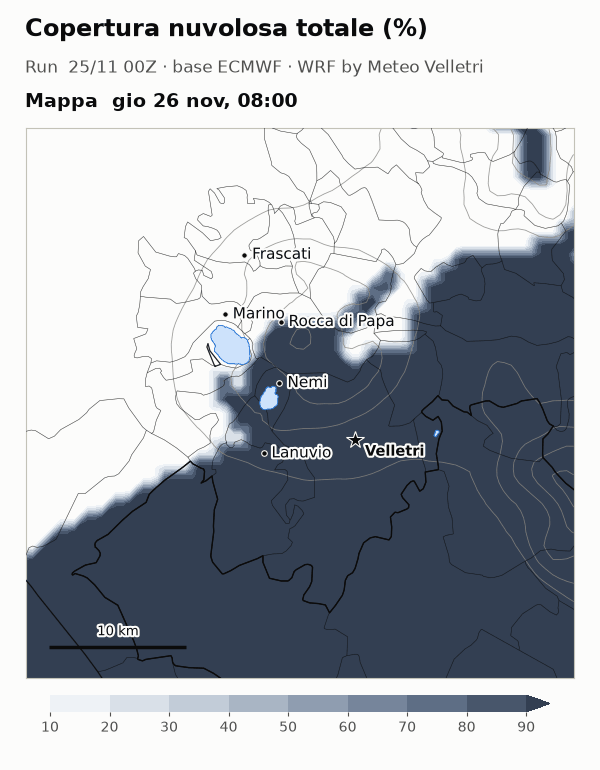 Copertura nuvolosa totale (%)
Run  25/11 00Z · base ECMWF · WRF by Meteo Velletri
Mappa  gio 26 nov, 08:00
Frascati
Marino
Rocca di Papa
Nemi
Velletri
Lanuvio
10 km
10 20 30 40 50 60 70 80 90